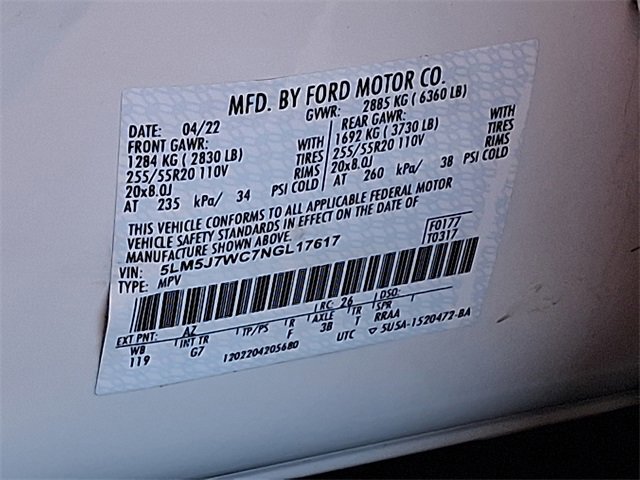 MFD. BY FORD MOTOR CO.
DATE: 04/22 GVWR: 2885 KG ( 6360 LB)
FRONT GAWR: REAR GAWR:
1284 KG ( 2830 LB) WITH 1692 KG ( 3730 LB) WITH
255/55R20 110V TIRES 255/55R20 110V TIRES
20x8.0J RIMS 20x8.0J RIMS
AT 235 kPa/ 34 PSI COLD AT 260 kPa/ 38 PSI COLD
THIS VEHICLE CONFORMS TO ALL APPLICABLE FEDERAL MOTOR
VEHICLE SAFETY STANDARDS IN EFFECT ON THE DATE OF
MANUFACTURE SHOWN ABOVE.
VIN: 5LM5J7WC7NGL17617 F0177
TYPE: MPV T0317
EXT PNT: AZ LRC: 26 DSO:
WB INT TR TP/PS R AXLE TR SPR
119 G7 F 3B T RRAA
1202204205680 UTC 5U5A-1520472-BA